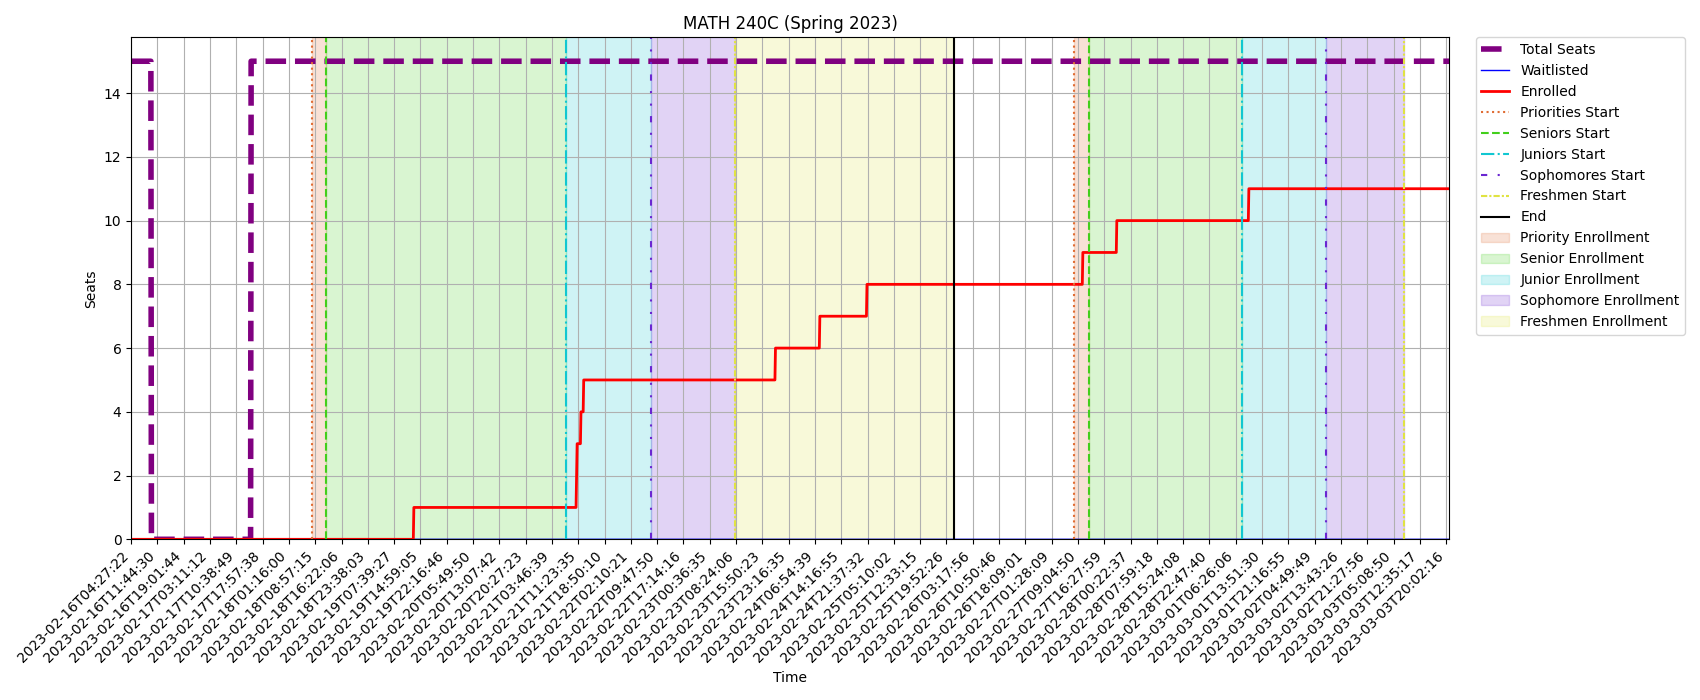 MATH 240C (Spring 2023)
Seats
14
12
10
8
6
4
2
0
2023-02-16T04:27:22
2023-02-16T11:44:30
2023-02-16T19:01:44
2023-02-17T03:11:12
2023-02-17T10:38:49
2023-02-17T17:57:38
2023-02-18T01:16:00
2023-02-18T08:57:15
2023-02-18T16:22:06
2023-02-18T23:38:03
2023-02-19T07:39:27
2023-02-19T14:59:05
2023-02-19T22:16:46
2023-02-20T05:49:50
2023-02-20T13:07:42
2023-02-20T20:27:23
2023-02-21T03:46:39
2023-02-21T11:23:35
2023-02-21T18:50:10
2023-02-22T02:10:21
2023-02-22T09:47:50
2023-02-22T17:14:16
2023-02-23T00:36:35
2023-02-23T08:24:06
2023-02-23T15:50:23
2023-02-23T23:16:35
2023-02-24T06:54:39
2023-02-24T14:16:55
2023-02-24T21:37:32
2023-02-25T05:10:02
2023-02-25T12:33:15
2023-02-25T19:52:26
2023-02-26T03:17:56
2023-02-26T10:50:46
2023-02-26T18:09:01
2023-02-27T01:28:09
2023-02-27T09:04:50
2023-02-27T16:27:59
2023-02-28T00:22:37
2023-02-28T07:59:18
2023-02-28T15:24:08
2023-02-28T22:47:40
2023-03-01T06:26:06
2023-03-01T13:51:30
2023-03-01T21:16:55
2023-03-02T04:49:49
2023-03-02T13:43:26
2023-03-02T21:27:56
2023-03-03T05:08:50
2023-03-03T12:35:17
2023-03-03T20:02:16
Time
Total Seats
Waitlisted
Enrolled
Priorities Start
Seniors Start
Juniors Start
Sophomores Start
Freshmen Start
End
Priority Enrollment
Senior Enrollment
Junior Enrollment
Sophomore Enrollment
Freshmen Enrollment